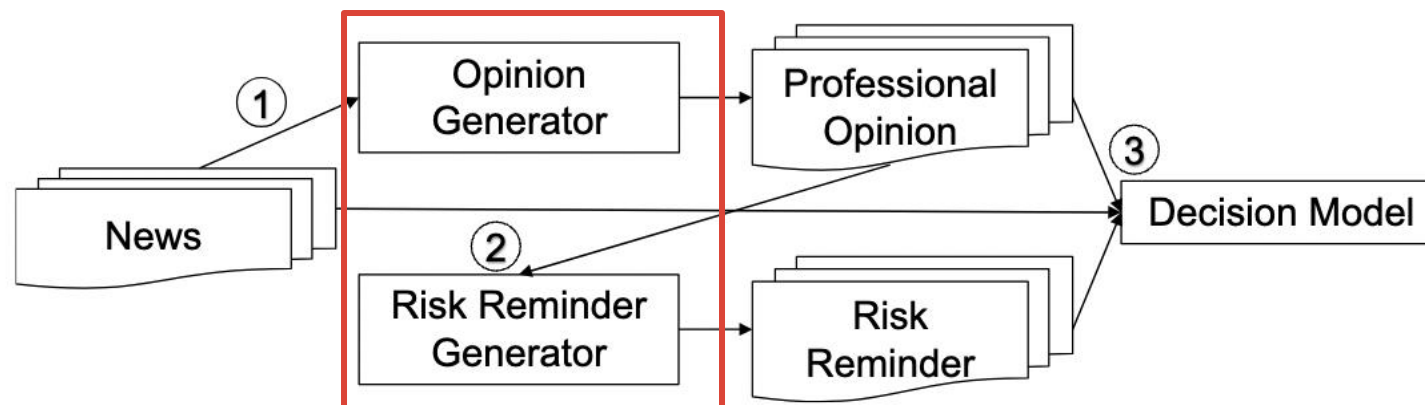 ①
Opinion
Generator
Professional
Opinion
③
News
Decision Model
②
Risk Reminder
Generator
Risk
Reminder